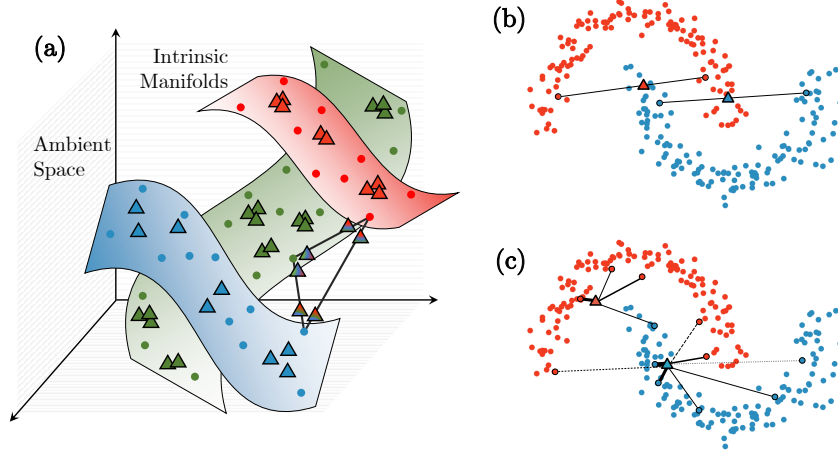 (a)
Intrinsic
Manifolds
Ambient
Space
(b)
(c)